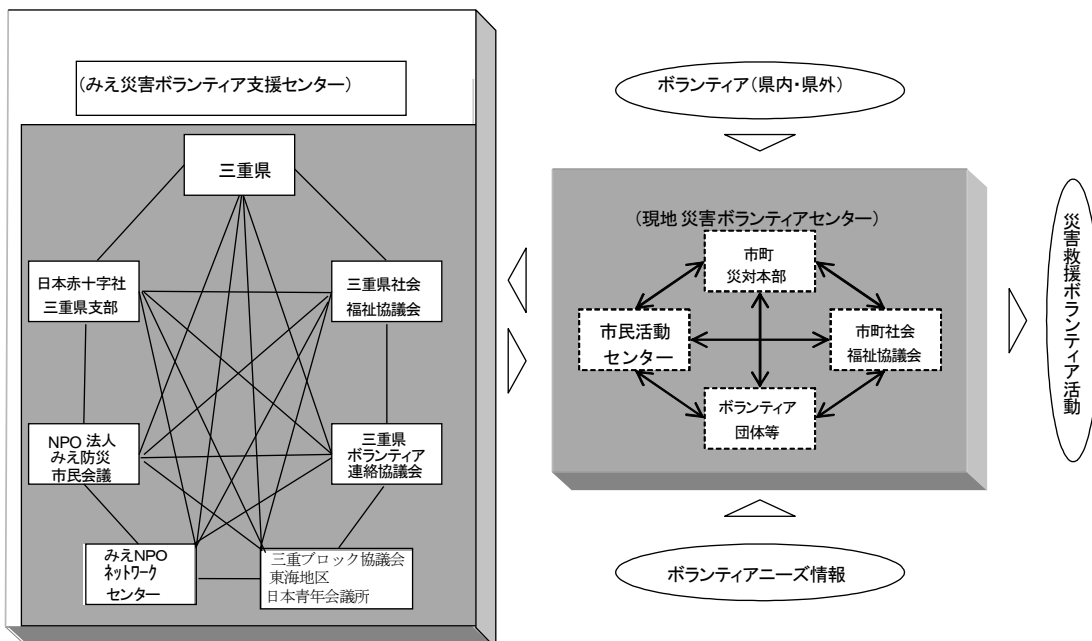 (みえ災害ボランティア支援センター)
三重県
日本赤十字社
三重県支部
三重県社会
福祉協議会
NPO 法人
みえ防災
市民会議
三重県
ボランティア
連絡協議会
みえNPO
ネットワーク
センター
三重ブロック協議会
東海地区
日本青年会議所
ボランティア(県内・県外)
(現地 災害ボランティアセンター)
市町
災対本部
市民活動
センター
市町社会
福祉協議会
ボランティア
団体等
ボランティアニーズ情報
災害救援ボランティア活動